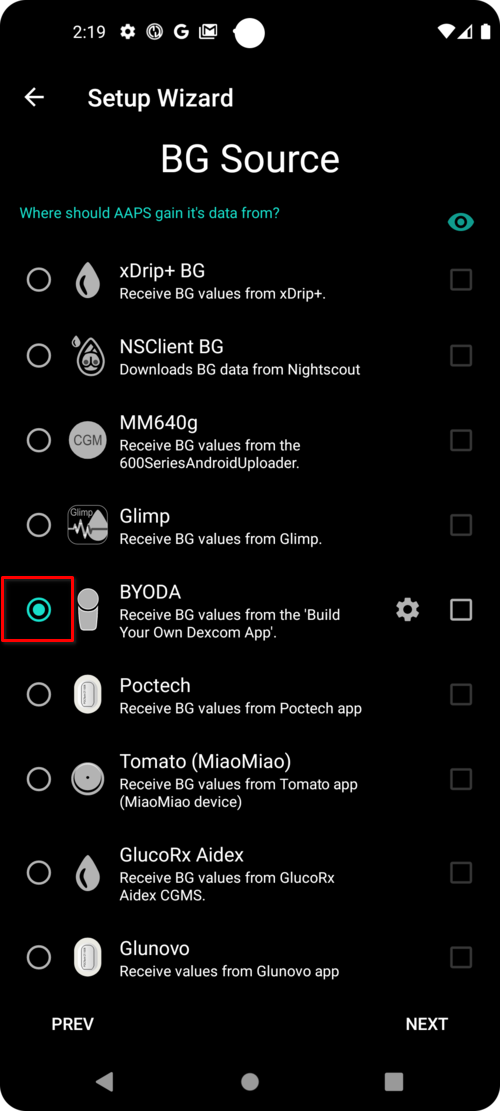 2:19
Setup Wizard
BG Source
Where should AAPS gain it's data from?
xDrip+ BG
Receive BG values from xDrip+.
NSClient BG
Downloads BG data from Nightscout
CGM
MM640g
Receive BG values from the
600SeriesAndroidUploader.
Glimp
Glimp
Receive BG values from Glimp.
BYODA
Receive BG values from the 'Build
Your Own Dexcom App'.
Poctech
Receive BG values from Poctech app
Tomato (MiaoMiao)
Receive BG values from Tomato app
(MiaoMiao device)
GlucoRx Aidex
Receive BG values from GlucoRx
Aidex CGMS.
Glunovo
Receive values from Glunovo app
PREV
NEXT